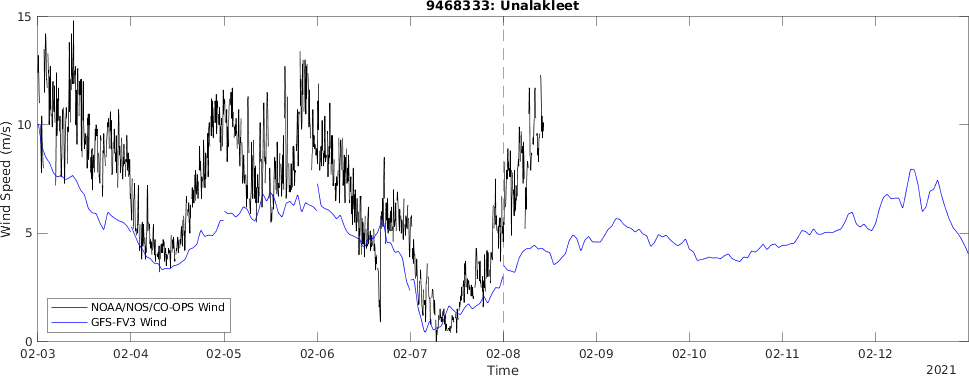 9468333: Unalakleet
15
10
5
0
Wind Speed (m/s)
NOAA/NOS/CO-OPS Wind
GFS-FV3 Wind
02-03 02-04 02-05 02-06 02-07 02-08 02-09 02-10 02-11 02-12
Time
2021